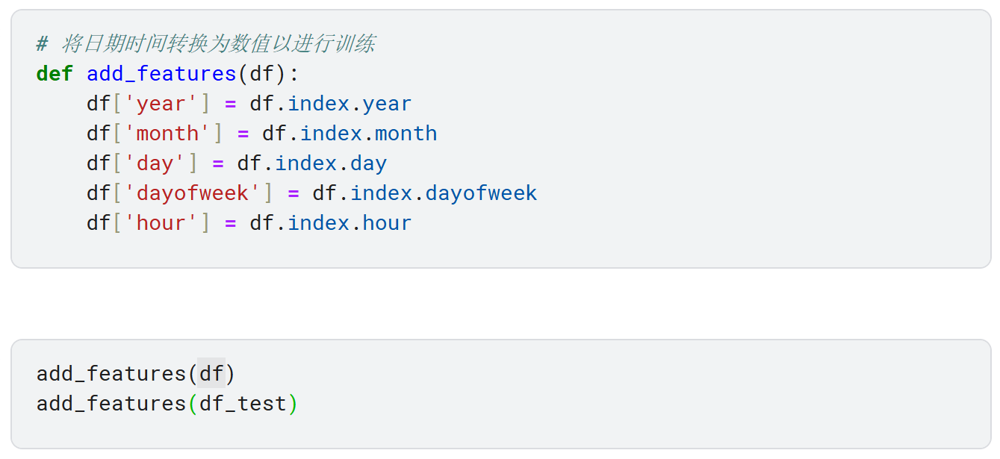 # 将日期时间转换为数值以进行训练
def add_features(df):
    df['year'] = df.index.year
    df['month'] = df.index.month
    df['day'] = df.index.day
    df['dayofweek'] = df.index.dayofweek
    df['hour'] = df.index.hour
add_features(df)
add_features(df_test)